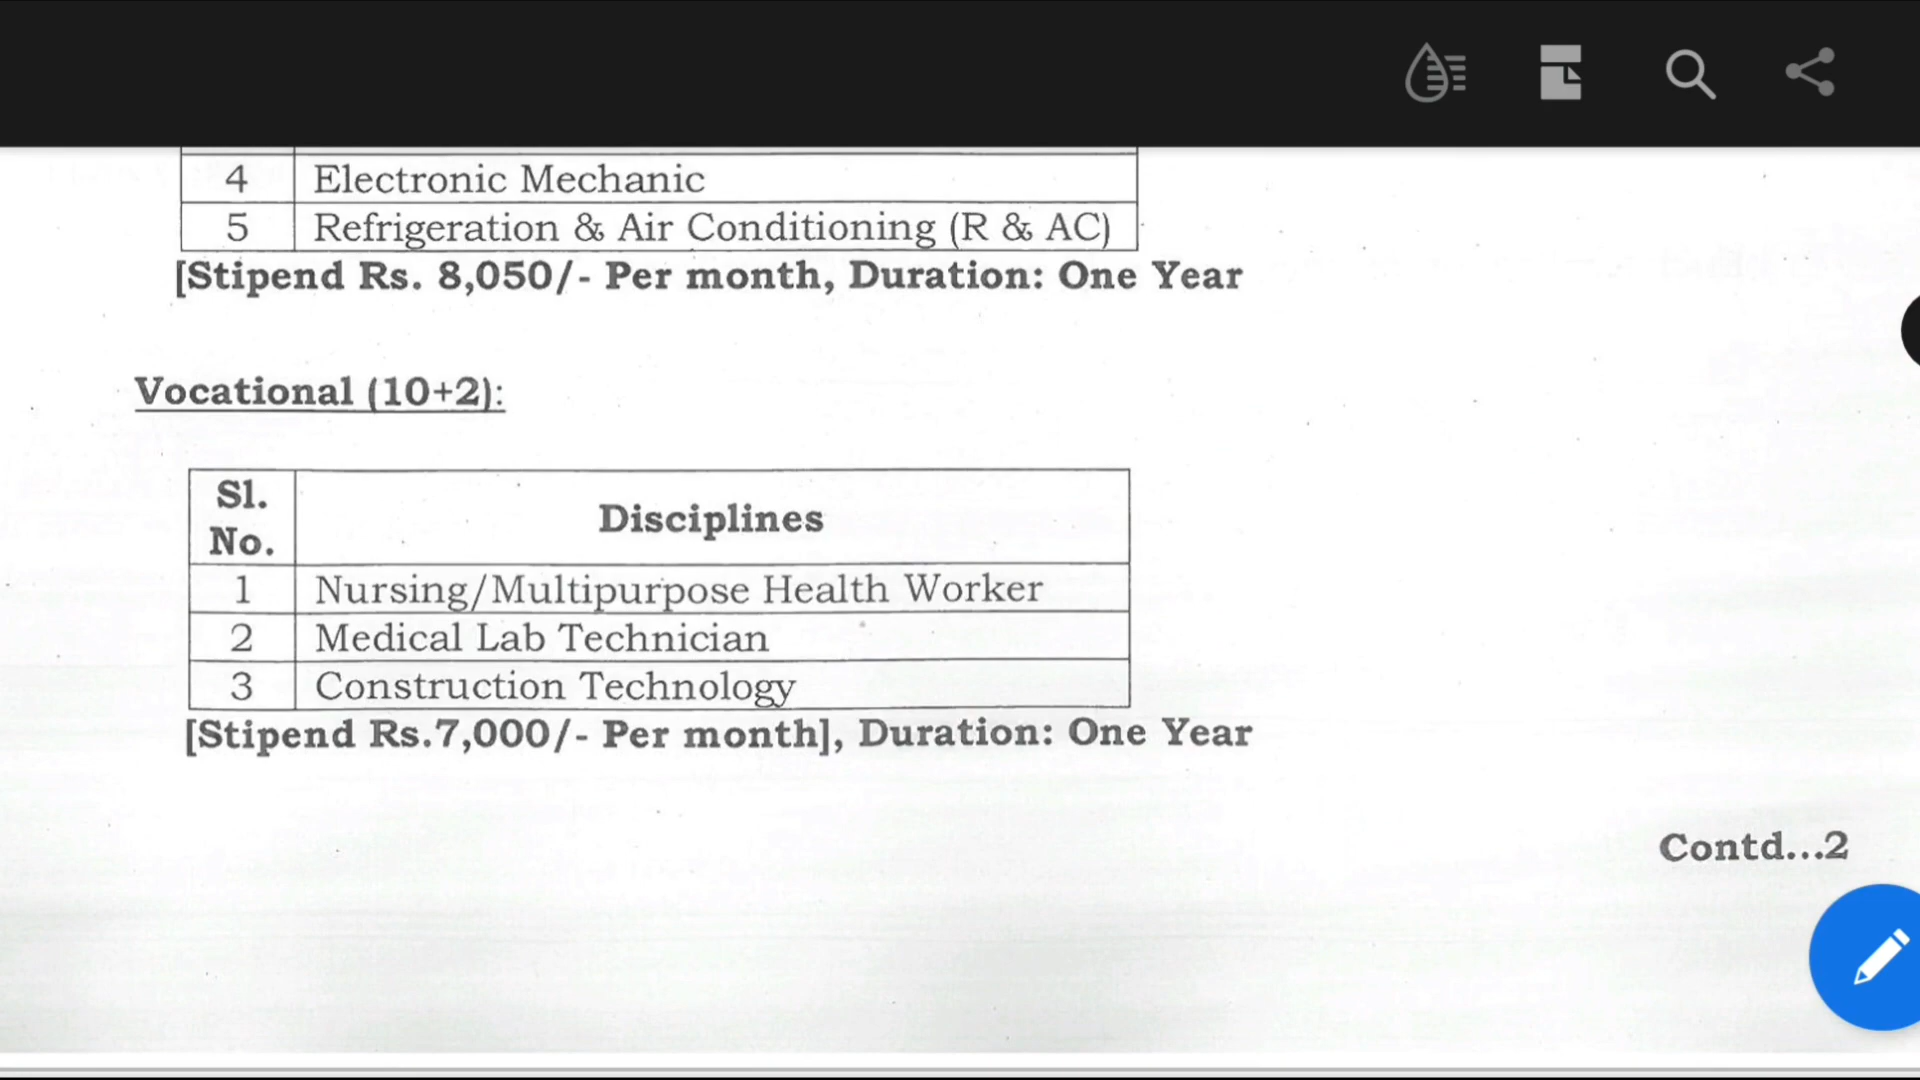 4 Electronic Mechanic
5 Refrigeration & Air Conditioning (R & AC)
[Stipend Rs. 8,050/- Per month, Duration: One Year
Vocational (10+2):
Sl. No. Disciplines
1 Nursing/Multipurpose Health Worker
2 Medical Lab Technician
3 Construction Technology
[Stipend Rs.7,000/- Per month], Duration: One Year
Contd...2